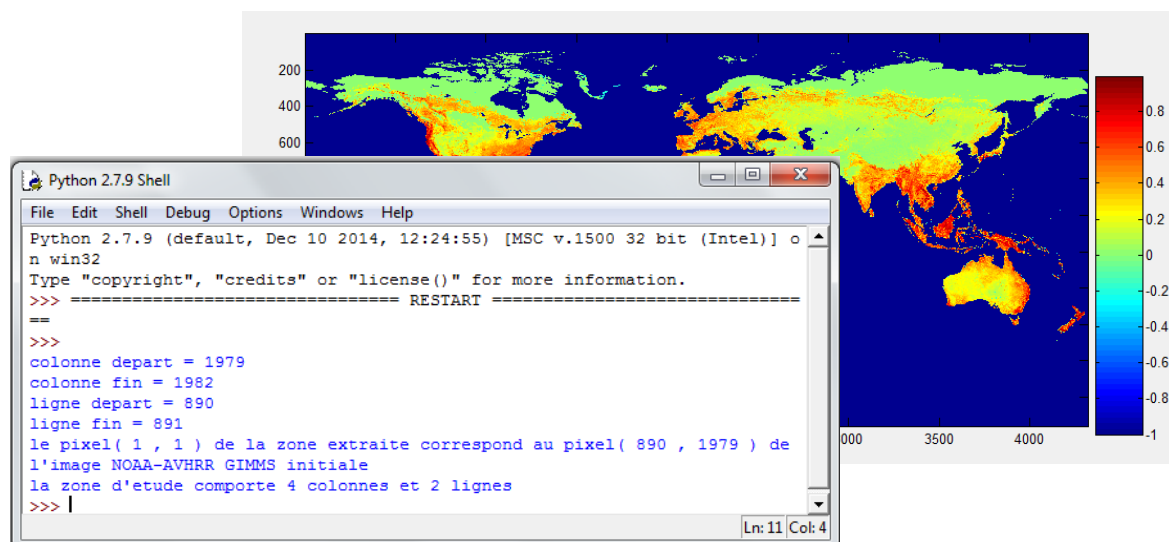 200
400
600
Python 2.7.9 Shell
File Edit Shell Debug Options Windows Help
Python 2.7.9 (default, Dec 10 2014, 12:24:55) [MSC v.1500 32 bit (Intel)] o
n win32
Type "copyright", "credits" or "license()" for more information.
>>> ================================ RESTART ==============================
==
>>>
colonne depart = 1979
colonne fin = 1982
ligne depart = 890
ligne fin = 891
le pixel( 1 , 1 ) de la zone extraite correspond au pixel( 890 , 1979 ) de
l'image NOAA-AVHRR GIMMS initiale
la zone d'etude comporte 4 colonnes et 2 lignes
>>>
Ln: 11 Col: 4
000 3500 4000
0.8
0.6
0.4
0.2
0
-0.2
-0.4
-0.6
-0.8
-1